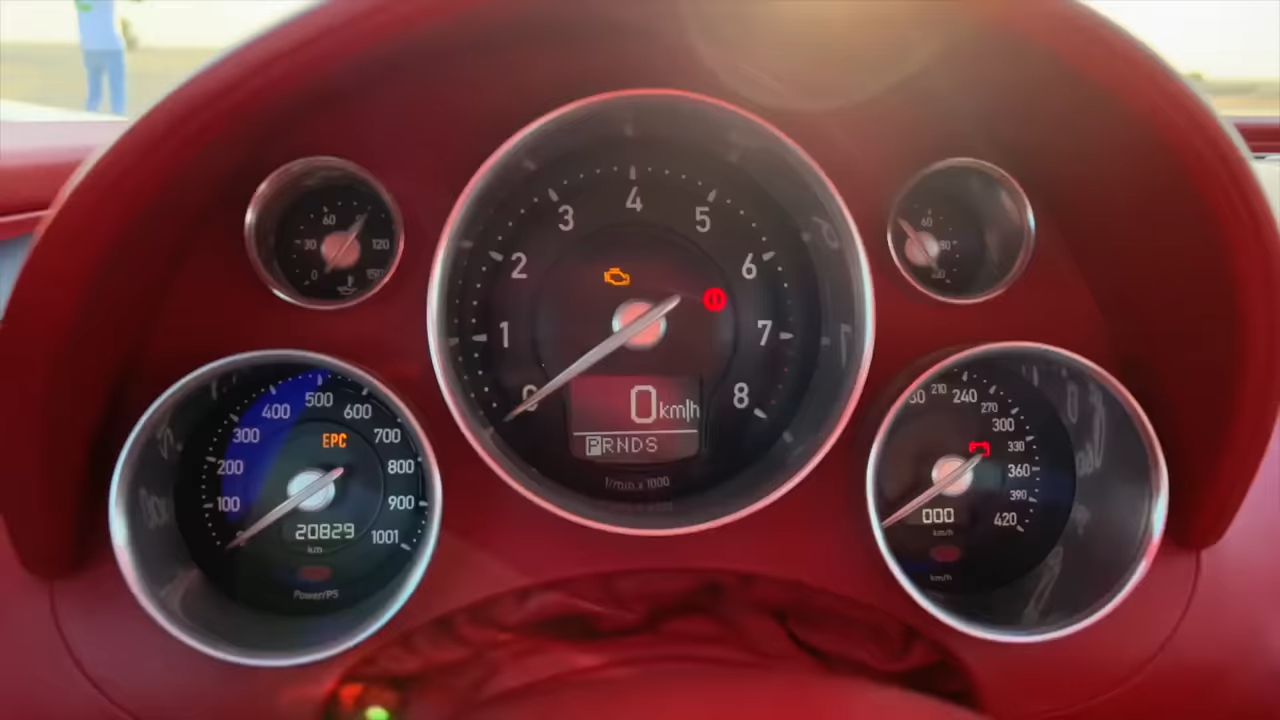 0 30 60 120 150
0 1 2 3 4 5 6 7 8
0 km/h
PRNDS
1/min.x 1000
60
100 200 300 400 500 600 700 800 900 1001
EPC
20829
km
Power/PS
210 240 270 300 330 360 390 420
000
km/h
km/h